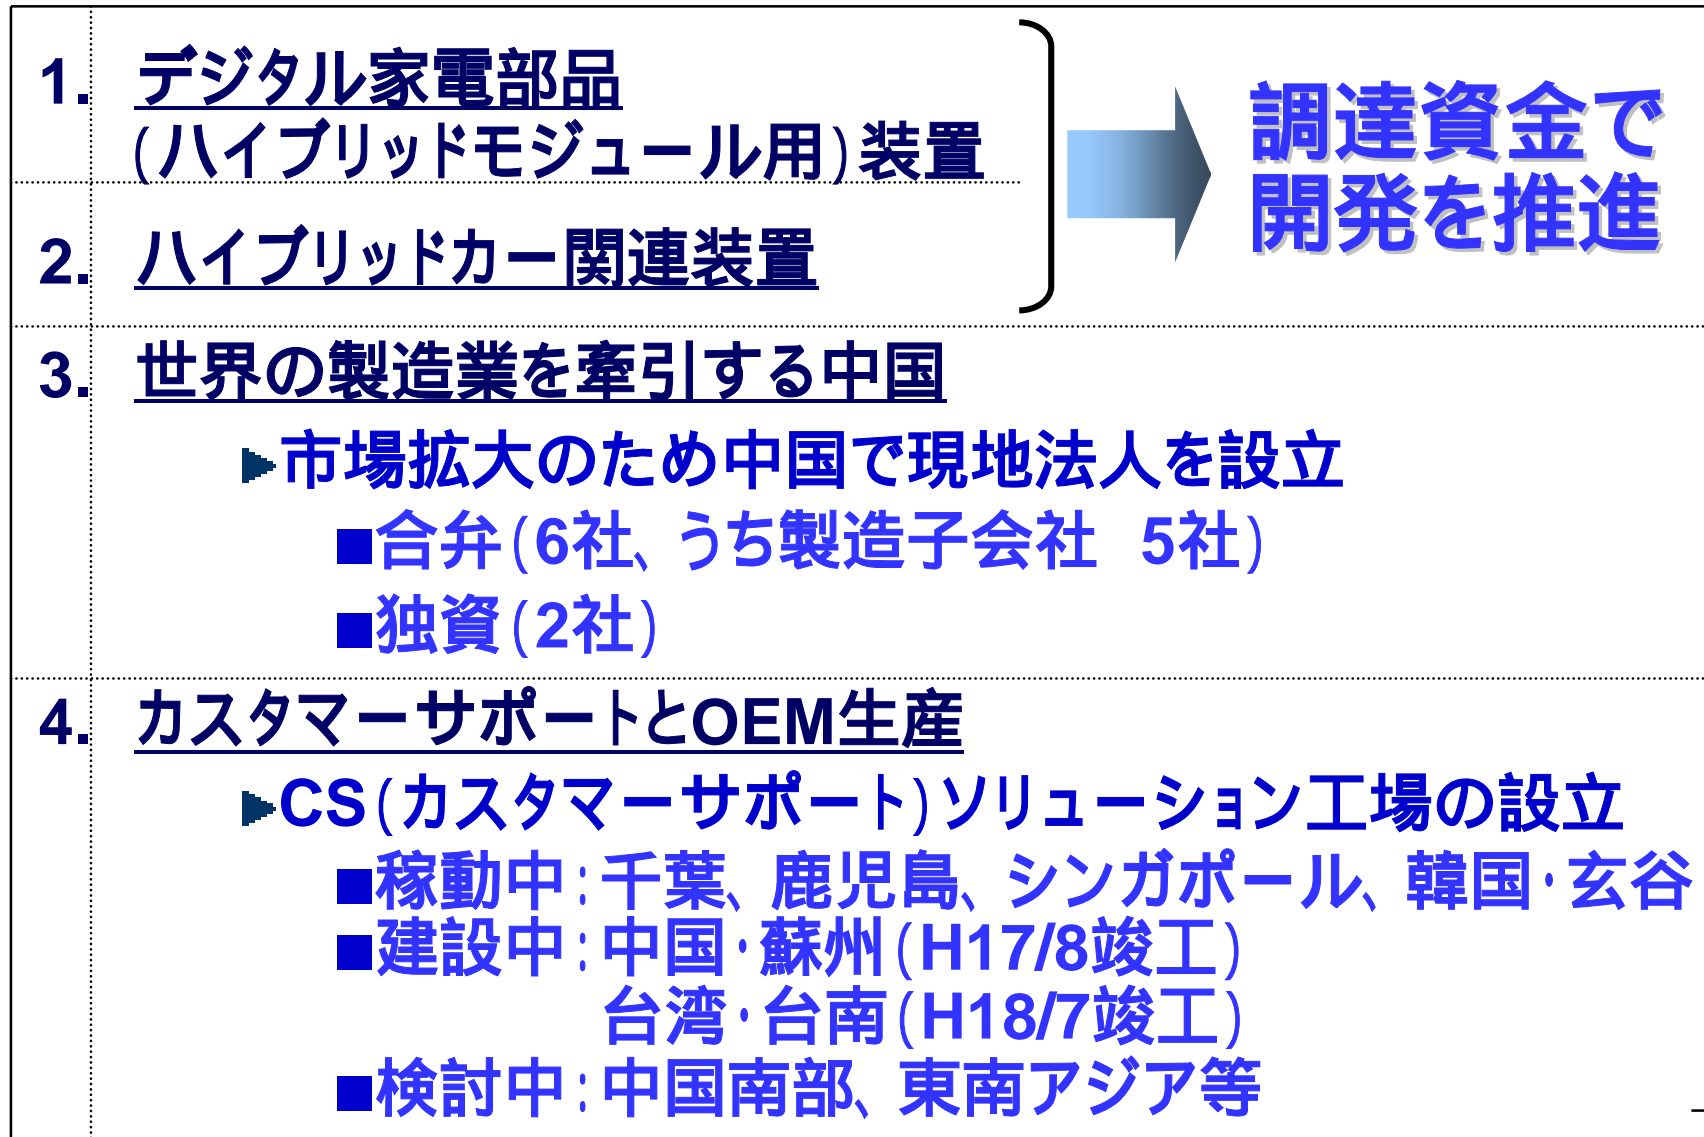 1. デジタル家電部品
(ハイブリッドモジュール用)装置
調達資金で
開発を推進
2. ハイブリッドカー関連装置
3. 世界の製造業を牽引する中国
市場拡大のため中国で現地法人を設立
■合弁(6社、うち製造子会社 5社)
■独資(2社)
4. カスタマーサポートとOEM生産
CS(カスタマーサポート)ソリューション工場の設立
■稼動中:千葉、鹿児島、シンガポール、韓国・玄谷
■建設中:中国・蘇州(H17/8竣工)
台湾・台南(H18/7竣工)
■検討中:中国南部、東南アジア等